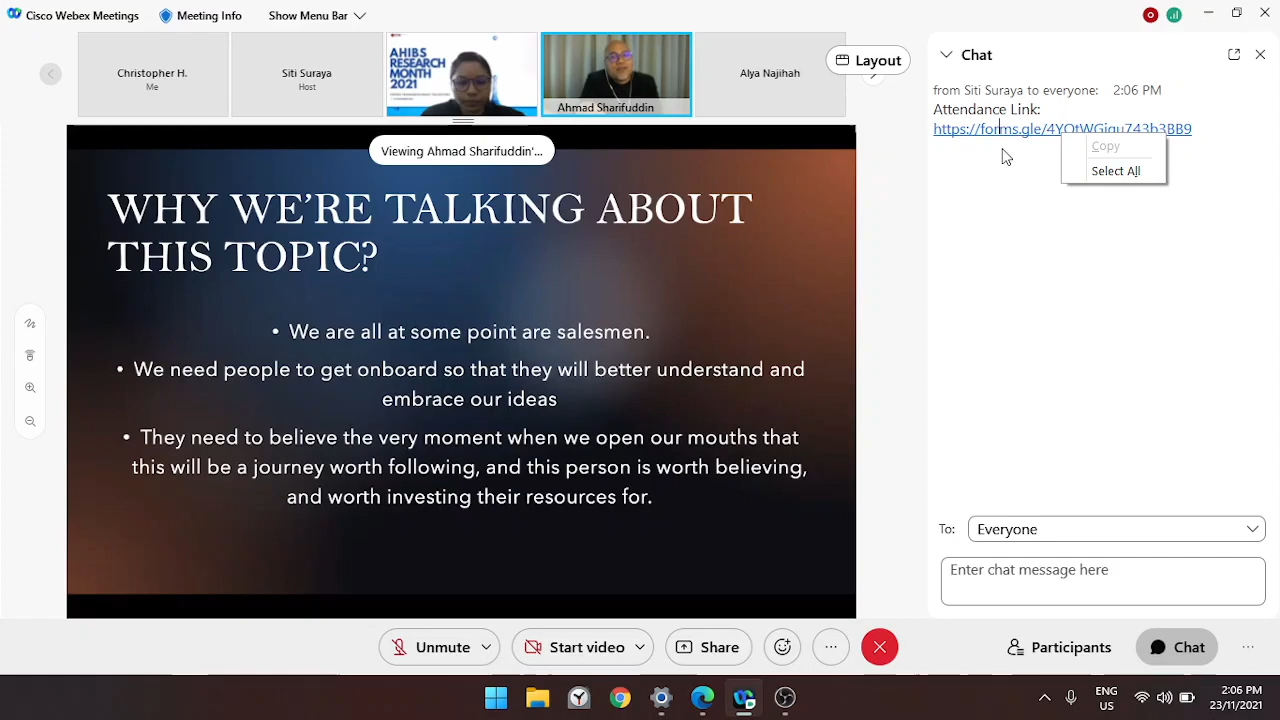 Cisco Webex Meetings
Meeting Info
Show Menu Bar
Christopher H.
Me
Siti Suraya
Host
AHIBS
RESEARCH
MONTH
2021
Ahmad Sharifuddin
Alya Najihah
Layout
Viewing Ahmad Sharifuddin'...
WHY WE'RE TALKING ABOUT
THIS TOPIC?
• We are all at some point are salesmen.
• We need people to get onboard so that they will better understand and
embrace our ideas
• They need to believe the very moment when we open our mouths that
this will be a journey worth following, and this person is worth believing,
and worth investing their resources for.
Chat
from Siti Suraya to everyone: 2:06 PM
Attendance Link:
Copy
Select All
To:
Everyone
Enter chat message here
Unmute
Start video
Share
Participants
Chat
ENG
US
2:06 PM
23/11/2021